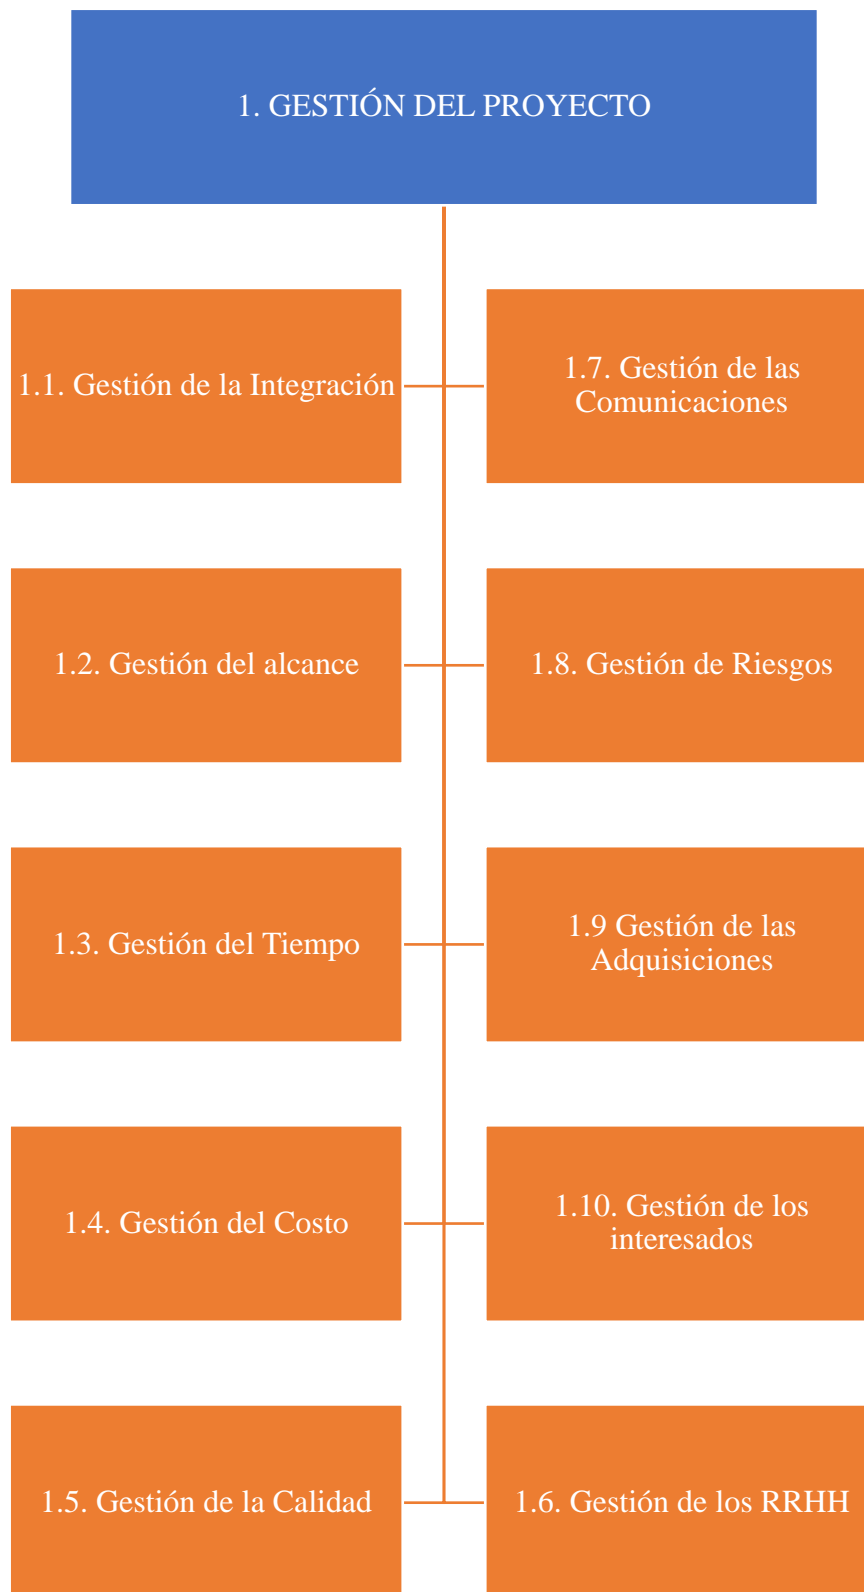 1. GESTIÓN DEL PROYECTO
1.1. Gestión de la Integración
1.7. Gestión de las
Comunicaciones
1.2. Gestión del alcance
1.8. Gestión de Riesgos
1.3. Gestión del Tiempo
1.9 Gestión de las
Adquisiciones
1.4. Gestión del Costo
1.10. Gestión de los
interesados
1.5. Gestión de la Calidad
1.6. Gestión de los RRHH